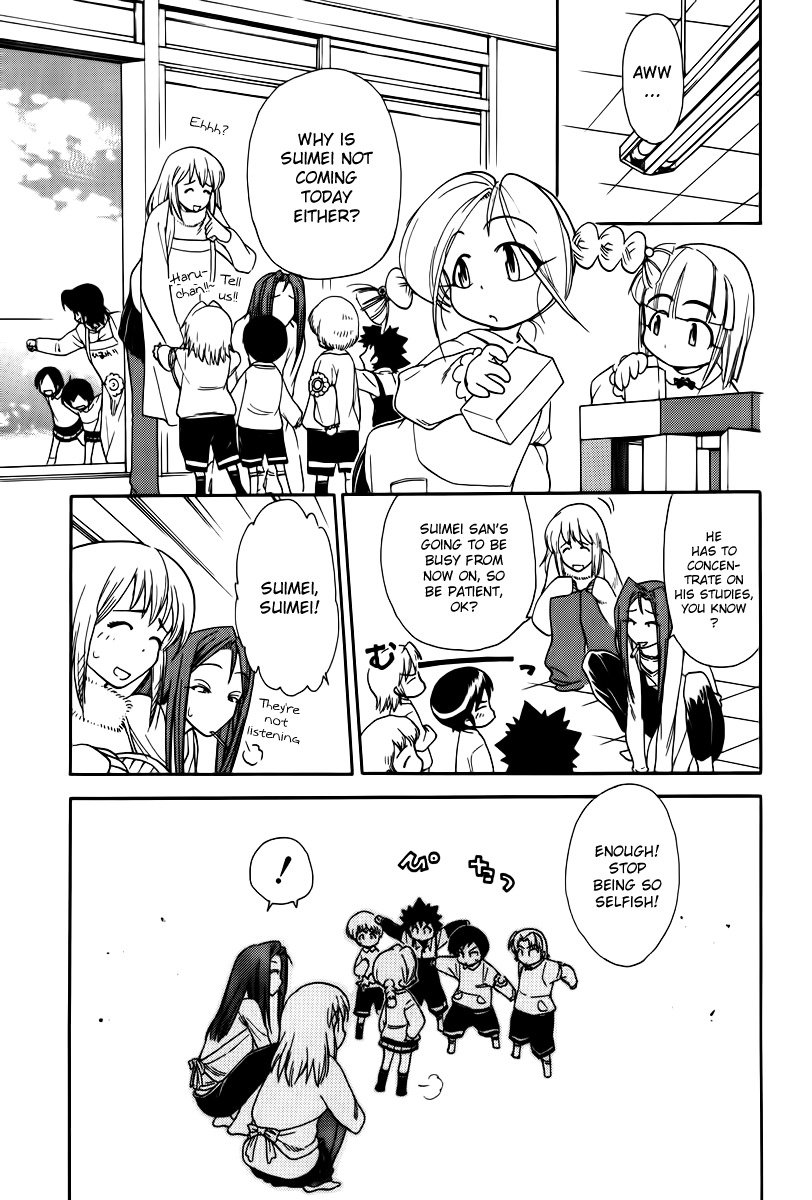 AWW
...
WHY IS
SUIMEI NOT
COMING
TODAY
EITHER?
Ehhh?
Haru-
chan!!~
Tell
us!!
HE
HAS TO
CONCEN-
TRATE ON
HIS STUDIES,
YOU KNOW
?
SUIMEI SAN'S
GOING TO BE
BUSY FROM
NOW ON, SO
BE PATIENT,
OK?
む
ーっ
SUIMEI,
SUIMEI!
They're
not
listening
ENOUGH!
STOP
BEING SO
SELFISH!
!